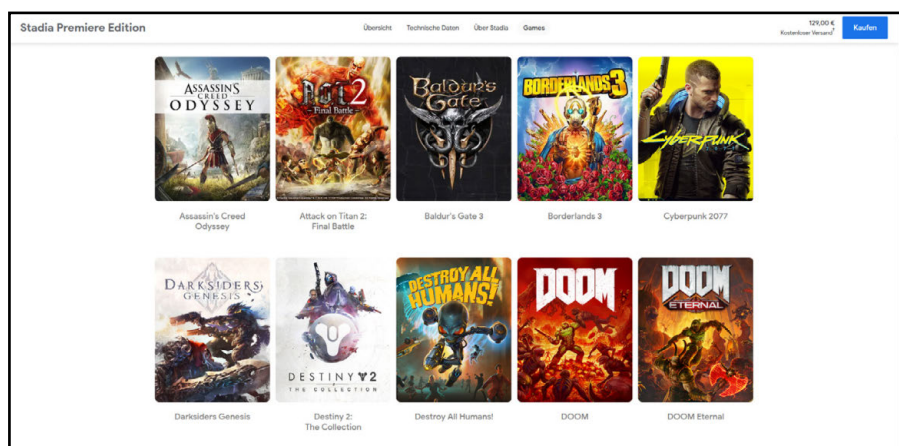 Stadia Premiere Edition
Übersicht Technische Daten Über Stadia Games
129,00 €
Kostenloser Versand
Kaufen
ASSASSIN'S
CREED
ODYSSEY
A.O.T. 2
- Final Battle -
Baldur's
Gate
BORDERLANDS 3
CYBERPUNK
Assassin's Creed
Odyssey
Attack on Titan 2:
Final Battle
Baldur's Gate 3
Borderlands 3
Cyberpunk 2077
DARKSIDERS
GENESIS
DESTINY 2
THE COLLECTION
DESTROY ALL
HUMANS!
DOOM
DOOM
ETERNAL
Darksiders Genesis
Destiny 2:
The Collection
Destroy All Humans!
DOOM
DOOM Eternal